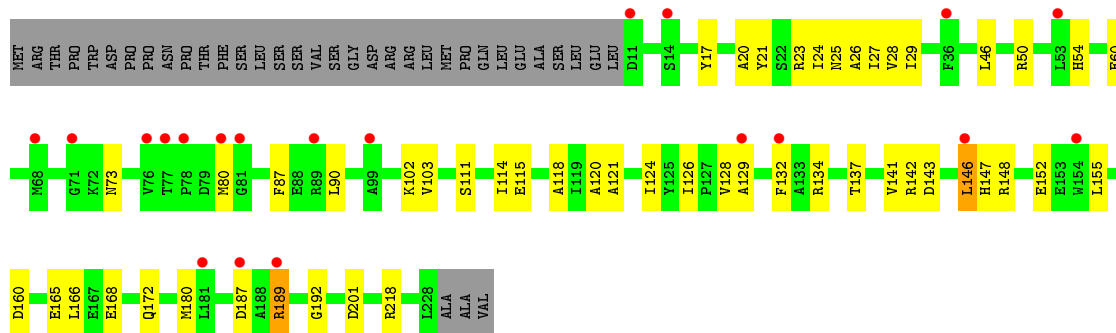 MET ARG THR PRO TRP ASP PRO PRO ASN PRO THR PHE SER LEU SER SER VAL SER GLY ASP ARG ARG LEU MET PRO GLN LEU GLU ALA SER LEU GLU LEU D11 S14 Y17 A20 Y21 S22 R23 I24 N25 A26 I27 V28 I29 F36 L46 R50 L53 H54 E60
M68 G71 K72 N73 V76 T77 P78 D79 M80 G81 F87 E88 R89 L90 A99 K102 V103 S111 I114 E115 A118 I119 A120 A121 I124 Y125 I126 P127 V128 A129 F132 A133 R134 T137 V141 R142 D143 L146 H147 R148 E152 E153 W154 L155
D160 E165 L166 E167 E168 Q172 M180 L181 D187 A188 R189 G192 D201 R218 L228 ALA ALA VAL